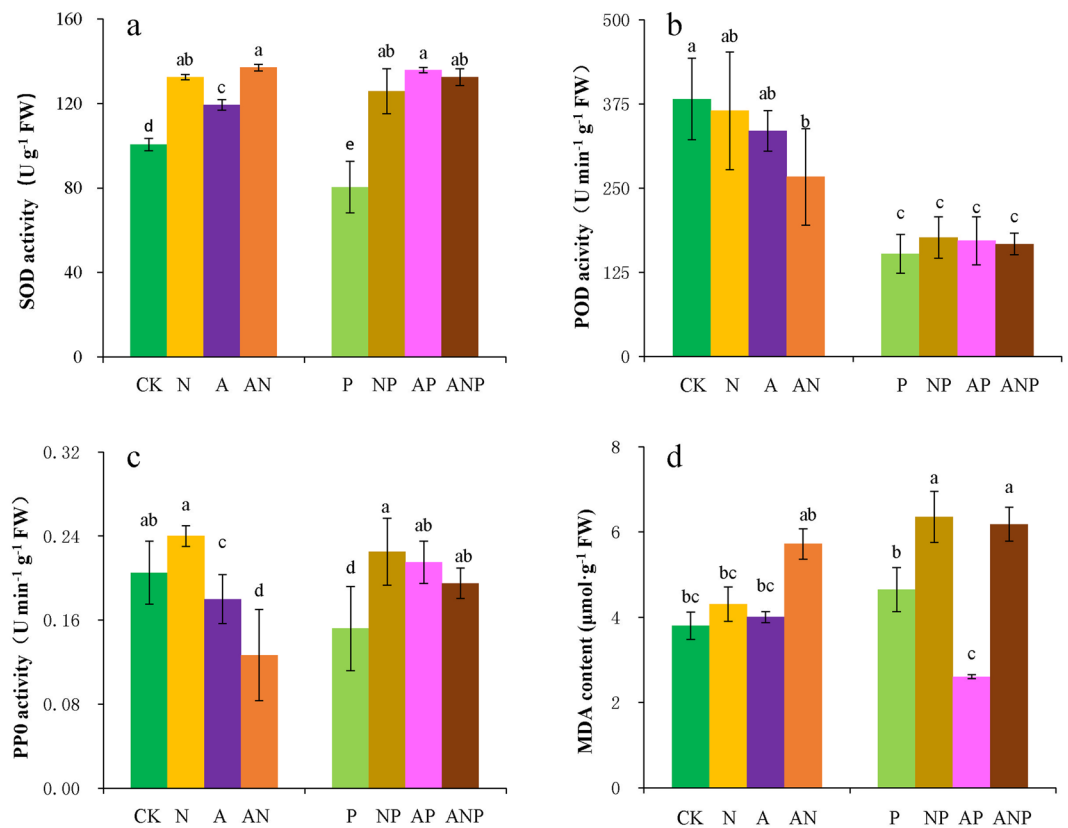 a
SOD activity (U g-1 FW)
160
120
80
40
0
d
ab
c
a
e
ab
a
ab
CK N A AN P NP AP ANP
b
POD acivity (U min-1 g-1 FW)
500
375
250
125
0
a
ab
ab
b
c
c
c
c
CK N A AN P NP AP ANP
c
PP0 activity (U min-1 g-1 FW)
0.32
0.24
0.16
0.08
0.00
ab
a
c
d
d
a
ab
ab
CK N A AN P NP AP ANP
d
MDA content (μmol·g-1 FW)
8
6
4
2
0
bc
bc
bc
ab
b
a
c
a
CK N A AN P NP AP ANP